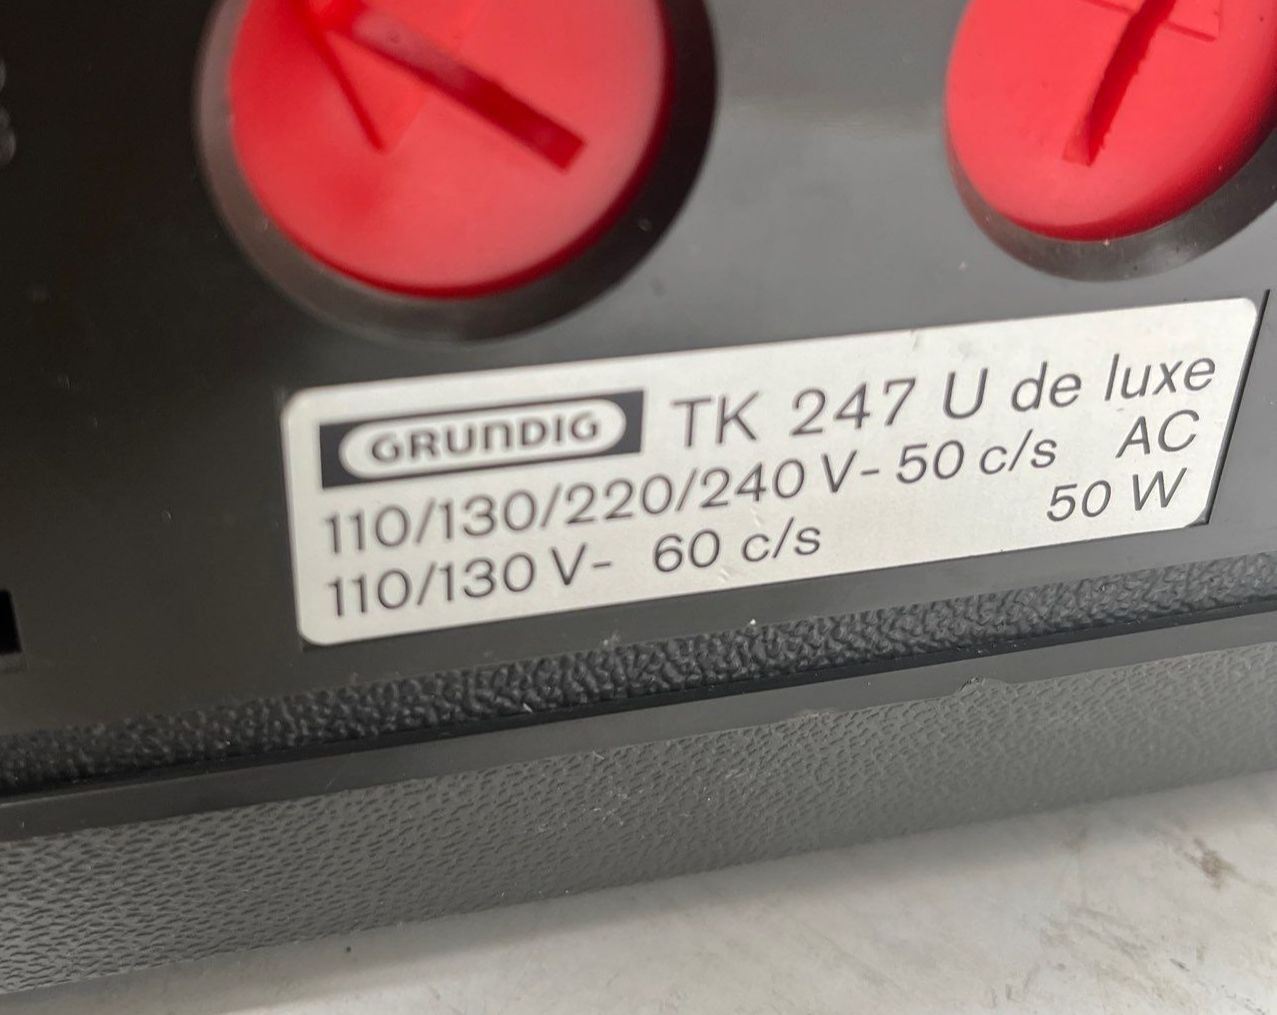 GRUNDIG TK 247 U de luxe
110/130/220/240 V- 50 c/s AC
110/130 V- 60 c/s 50 W